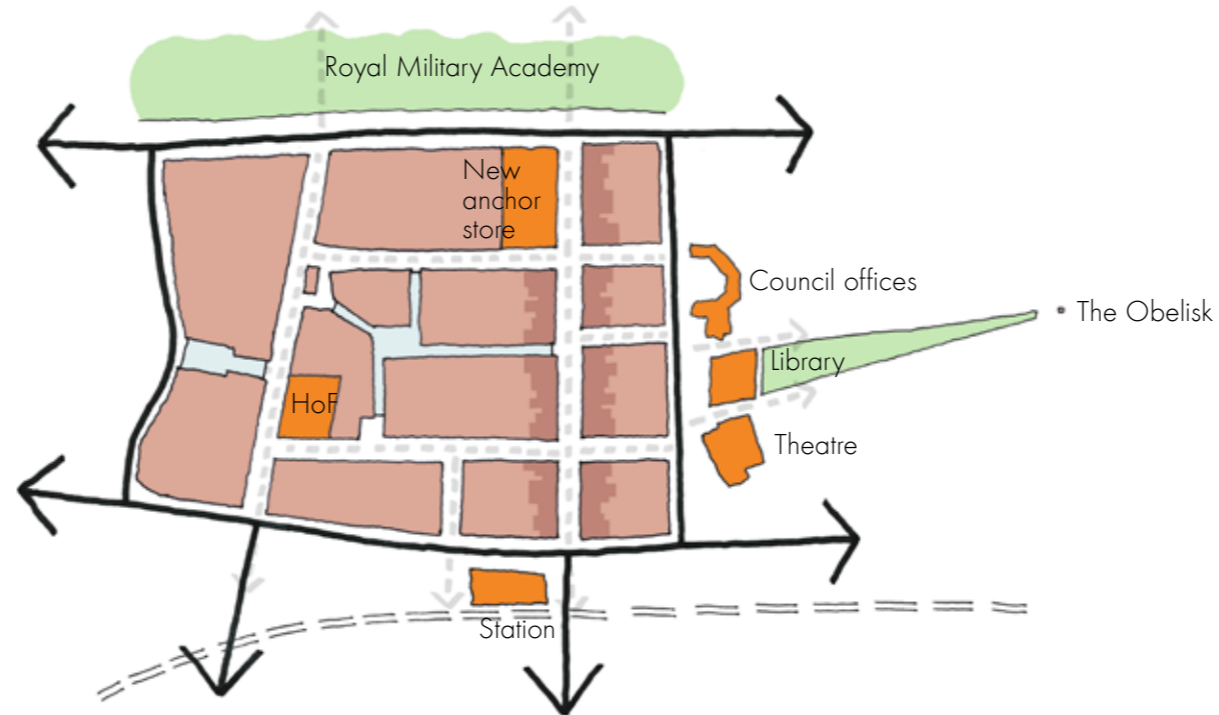 Royal Military Academy
New
anchor
store
Council offices
The Obelisk
Library
HoF
Theatre
Station